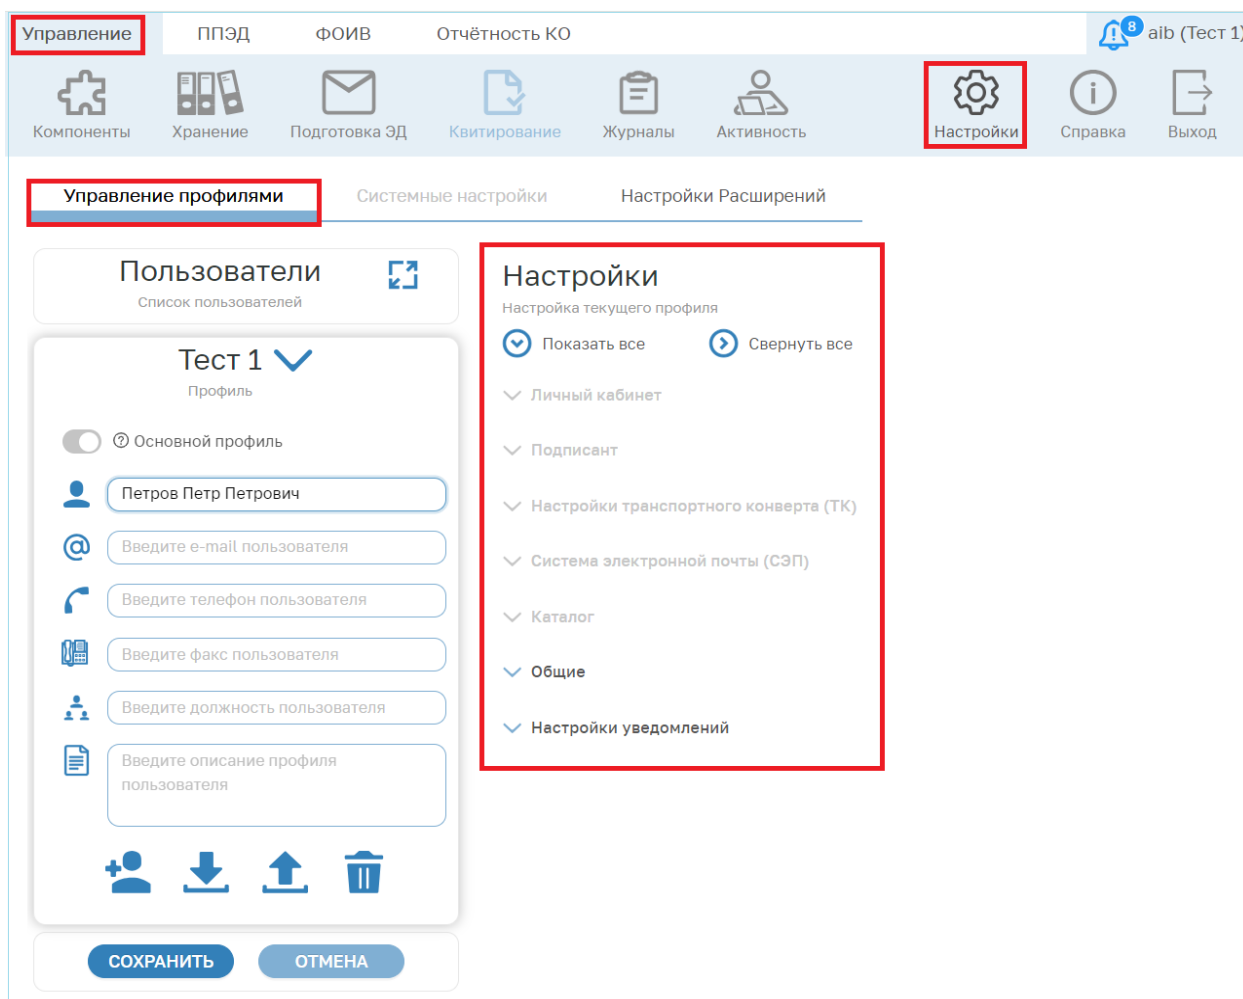 Управление
ППЭД
ФОИВ
Отчётность КО
8
aib (Тест 1)
Компоненты
Хранение
Подготовка ЭД
Квитирование
Журналы
Активность
Настройки
Справка
Выход
Управление профилями
Системные настройки
Настройки Расширений
Пользователи
Список пользователей
Тест 1
Профиль
Основной профиль
Петров Петр Петрович
Введите e-mail пользователя
Введите телефон пользователя
Введите факс пользователя
Введите должность пользователя
Введите описание профиля
пользователя
СОХРАНИТЬ
ОТМЕНА
Настройки
Настройка текущего профиля
Показать все
Свернуть все
Личный кабинет
Подписант
Настройки транспортного конверта (ТК)
Система электронной почты (СЭП)
Каталог
Общие
Настройки уведомлений